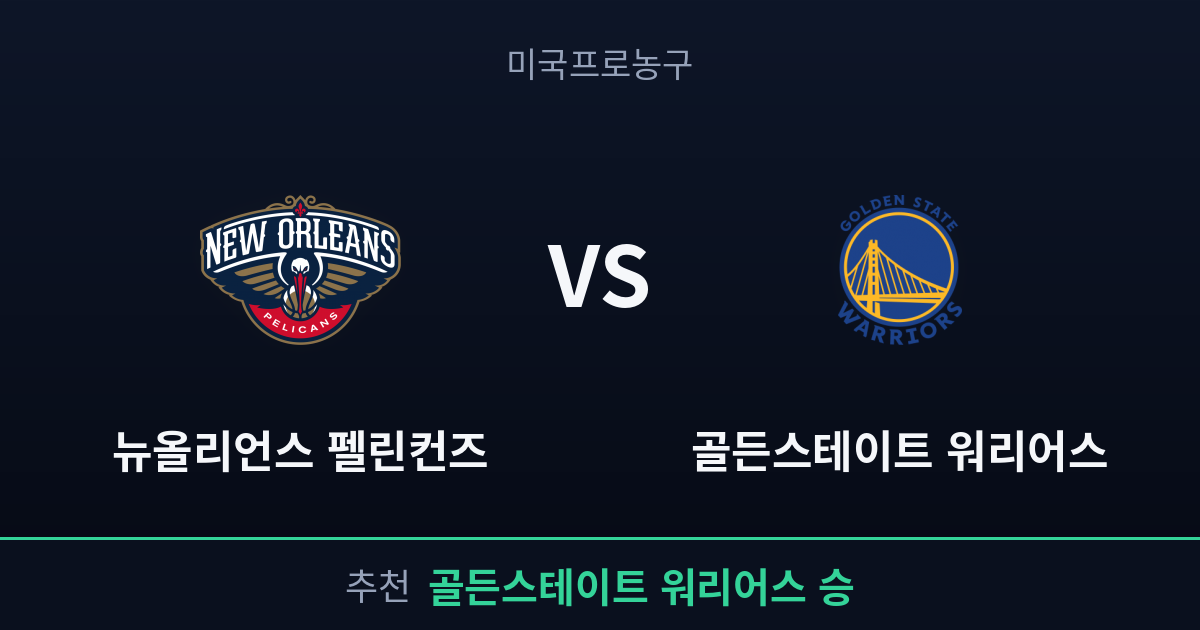 미국프로농구
NEW ORLEANS
PELICANS
VS
GOLDEN STATE
WARRIORS
뉴올리언스 펠린컨즈
골든스테이트 워리어스
추천 골든스테이트 워리어스 승